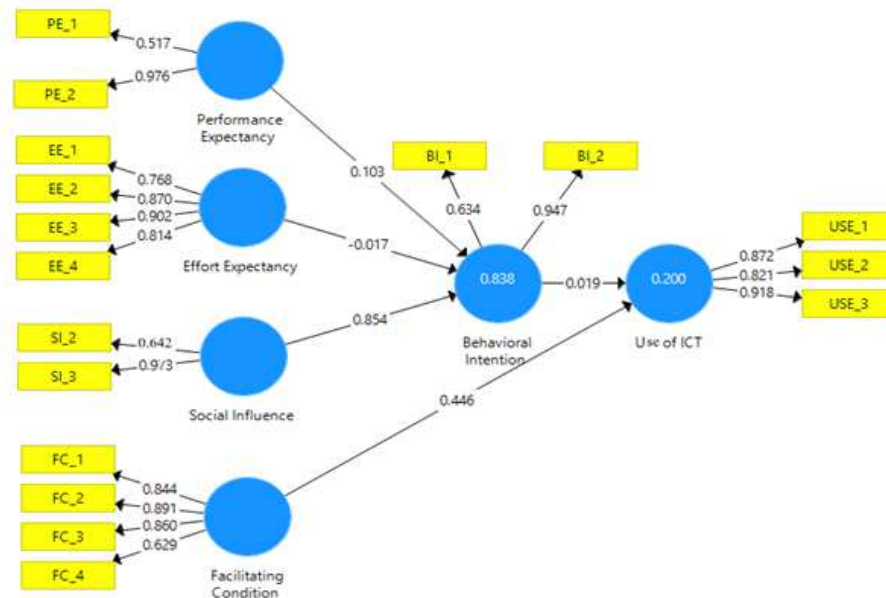 PE_1
0.517
0.976
PE_2
Performance
Expectancy
EE_1
EE_2
EE_3
EE_4
0.768
0.870
0.902
0.814
Effort Expectancy
SI_2
SI_3
0.642
0.973
Social Influence
FC_1
FC_2
FC_3
FC_4
0.844
0.891
0.860
0.629
Facilitating
Condition
0.103
-0.017
0.854
0.446
BI_1
BI_2
0.634
0.947
0.838
Behavioral
Intention
0.019
0.200
Use of ICT
0.872
0.821
0.918
USE_1
USE_2
USE_3